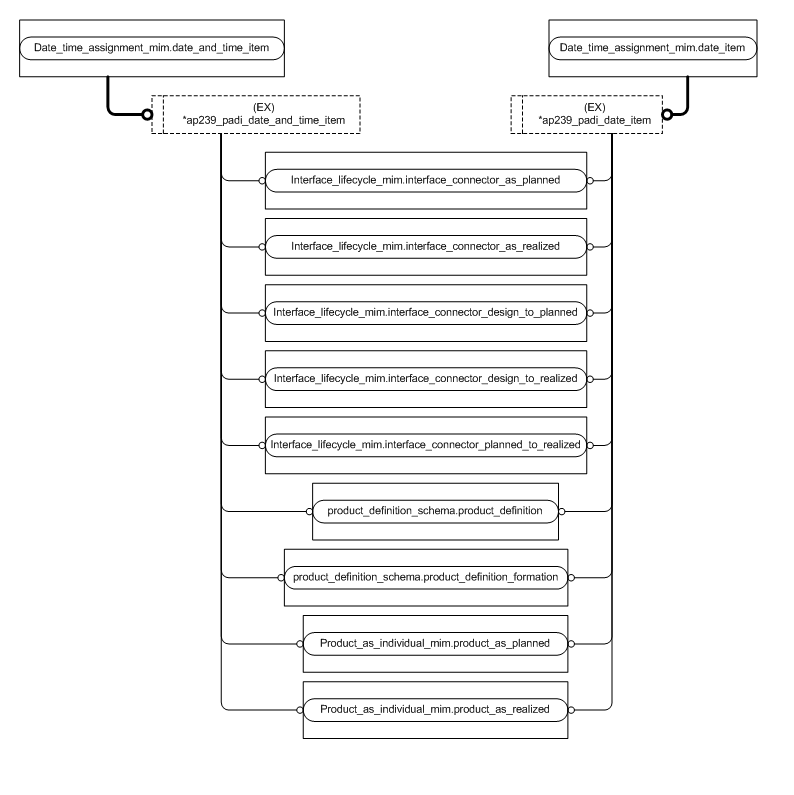 Date_time_assignment_mim.date_and_time_item
Date_time_assignment_mim.date_item
(EX)
*ap239_padi_date_and_time_item
(EX)
*ap239_padi_date_item
Interface_lifecycle_mim.interface_connector_as_planned
Interface_lifecycle_mim.interface_connector_as_realized
Interface_lifecycle_mim.interface_connector_design_to_planned
Interface_lifecycle_mim.interface_connector_design_to_realized
Interface_lifecycle_mim.interface_connector_planned_to_realized
product_definition_schema.product_definition
product_definition_schema.product_definition_formation
Product_as_individual_mim.product_as_planned
Product_as_individual_mim.product_as_realized